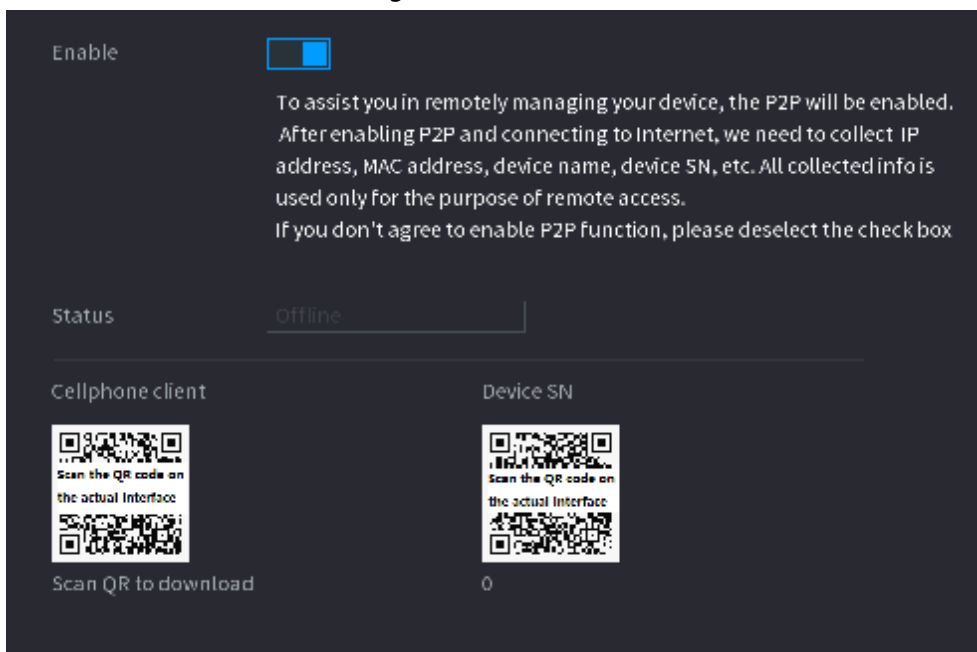 Enable
To assist you in remotely managing your device, the P2P will be enabled.
After enabling P2P and connecting to Internet, we need to collect IP
address, MAC address, device name, device SN, etc. All collected info is
used only for the purpose of remote access.
If you don't agree to enable P2P function, please deselect the check box
Status
Offline
Cellphone client
Device SN
Scan the QR code on
the actual interface
Scan the QR code on
the actual interface
Scan QR to download
0